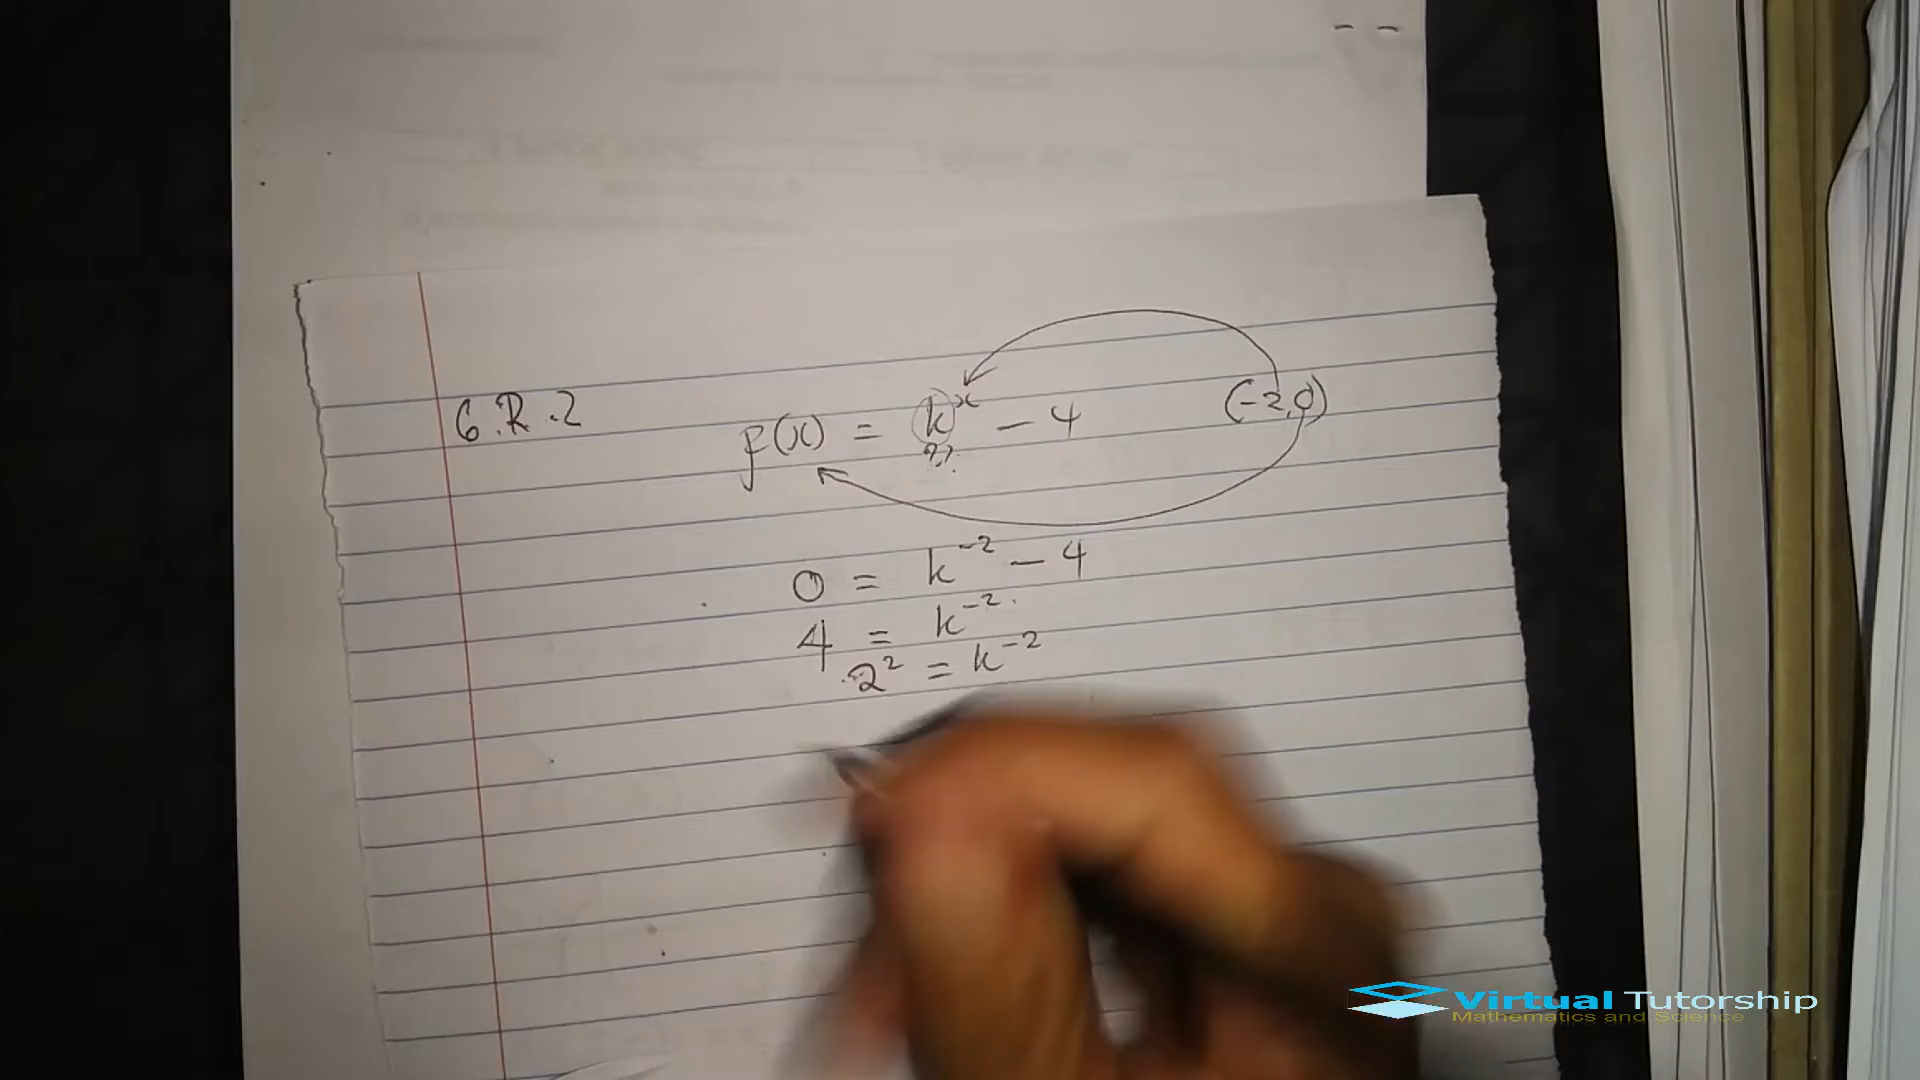 6.R.2
f(x) = k^x - 4 (-2,0)
??
0 = k^-2 - 4
4 = k^-2.
2^2 = k^-2
Virtual Tutorship
Mathematics and Science